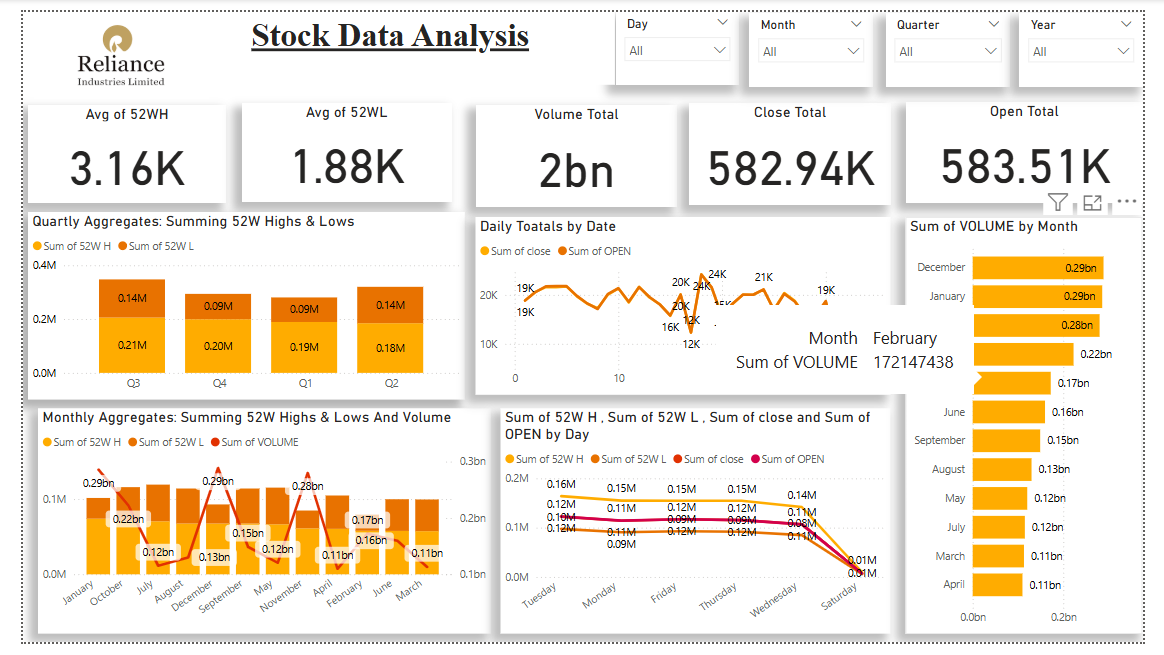 Reliance
Industries Limited
Stock Data Analysis
Day
All
Month
All
Quarter
All
Year
All
Avg of 52WH
3.16K
Avg of 52WL
1.88K
Volume Total
2bn
Close Total
582.94K
Open Total
583.51K
Quartly Aggregates: Summing 52W Highs & Lows
Sum of 52W H Sum of 52W L
0.4M
0.2M
0.0M
0.14M 0.09M 0.09M 0.14M
0.21M 0.20M 0.19M 0.18M
Q3 Q4 Q1 Q2
Daily Toatals by Date
Sum of close Sum of OPEN
20K
10K
19K
19K
16K
20K
20K
12K
12K
24K
24K
21K
19K
0 10
Month February
Sum of VOLUME 172147438
Sum of VOLUME by Month
December 0.29bn
January 0.29bn
0.28bn
0.22bn
0.17bn
June 0.16bn
September 0.15bn
August 0.13bn
May 0.12bn
July 0.12bn
March 0.11bn
April 0.11bn
0.0bn 0.2bn
Monthly Aggregates: Summing 52W Highs & Lows And Volume
Sum of 52W H Sum of 52W L Sum of VOLUME
0.1M
0.0M
0.29bn
0.22bn
0.12bn
0.13bn
0.29bn
0.15bn
0.12bn
0.28bn
0.11bn
0.17bn
0.16bn
0.11bn
0.3bn
0.2bn
0.1bn
January October July August December September May November April February June March
Sum of 52W H , Sum of 52W L , Sum of close and Sum of
OPEN by Day
Sum of 52W H Sum of 52W L Sum of close Sum of OPEN
0.2M
0.1M
0.0M
0.16M 0.15M 0.15M 0.15M 0.14M
0.12M 0.11M 0.12M 0.12M 0.11M
0.10M 0.11M 0.09M 0.09M 0.08M
0.12M 0.09M 0.12M 0.12M 0.11M
0.01M
0.01M
Tuesday Monday Friday Thursday Wednesday Saturday